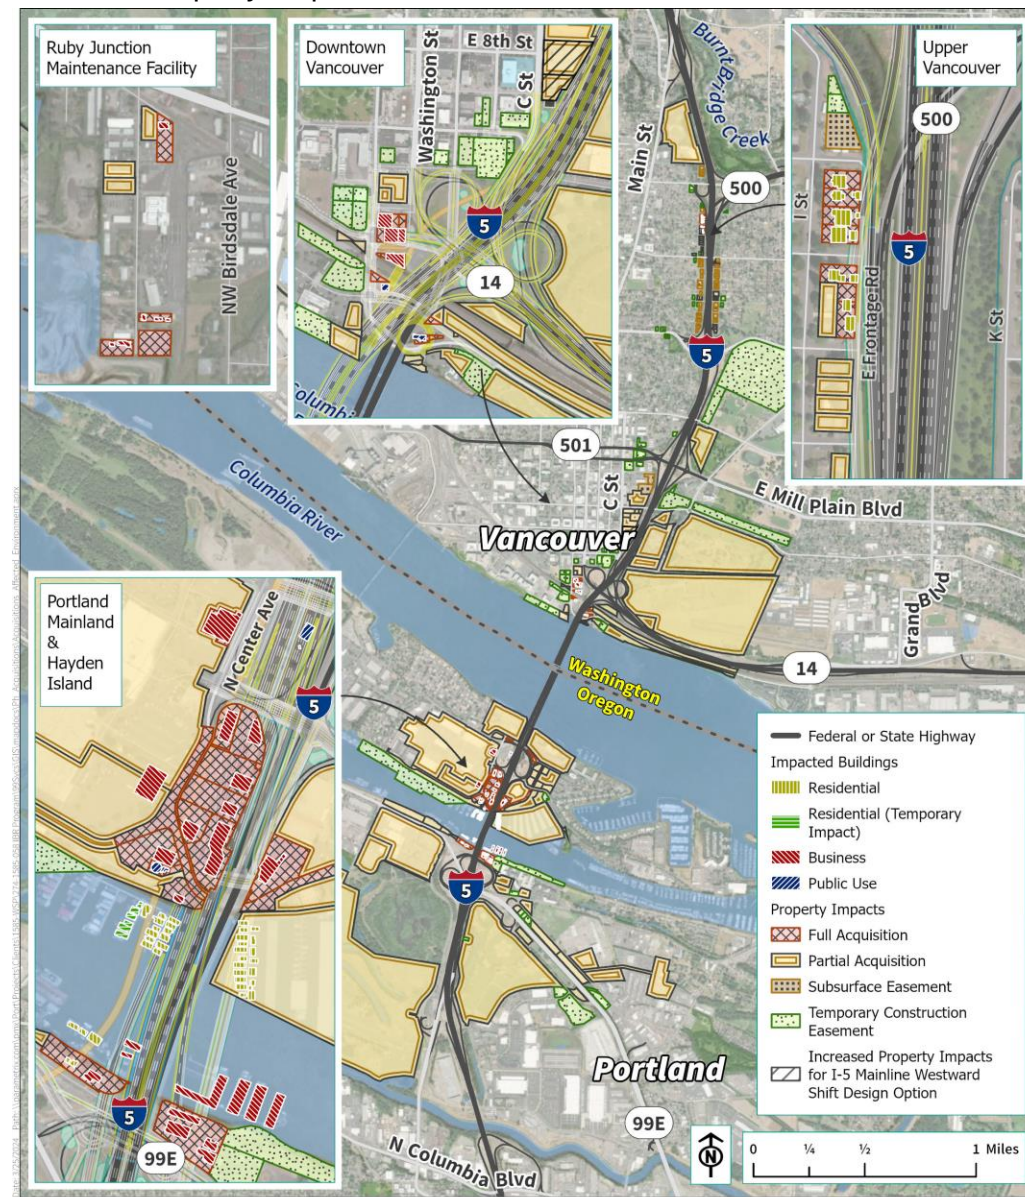 Ruby Junction
Maintenance Facility
NW Birdsdale Ave
Downtown
Vancouver
Washington St
E 8th St
C St
5
14
Columbia
Main St
Burnt Bridge Creek
500
5
Upper
Vancouver
500
I St
5
E Frontage Rd
K St
501
C St
E Mill Plain Blvd
Columbia River
Vancouver
Grand Blvd
14
Washington
Oregon
Portland
Mainland
&
Hayden
Island
N Center Ave
5
5
99E
5
Portland
99E
N Columbia Blvd
Federal or State Highway
Impacted Buildings
Residential
Residential (Temporary
Impact)
Business
Public Use
Property Impacts
Full Acquisition
Partial Acquisition
Subsurface Easement
Temporary Construction
Easement
Increased Property Impacts
for I-5 Mainline Westward
Shift Design Option
N
0 ¼ ½ 1 Miles